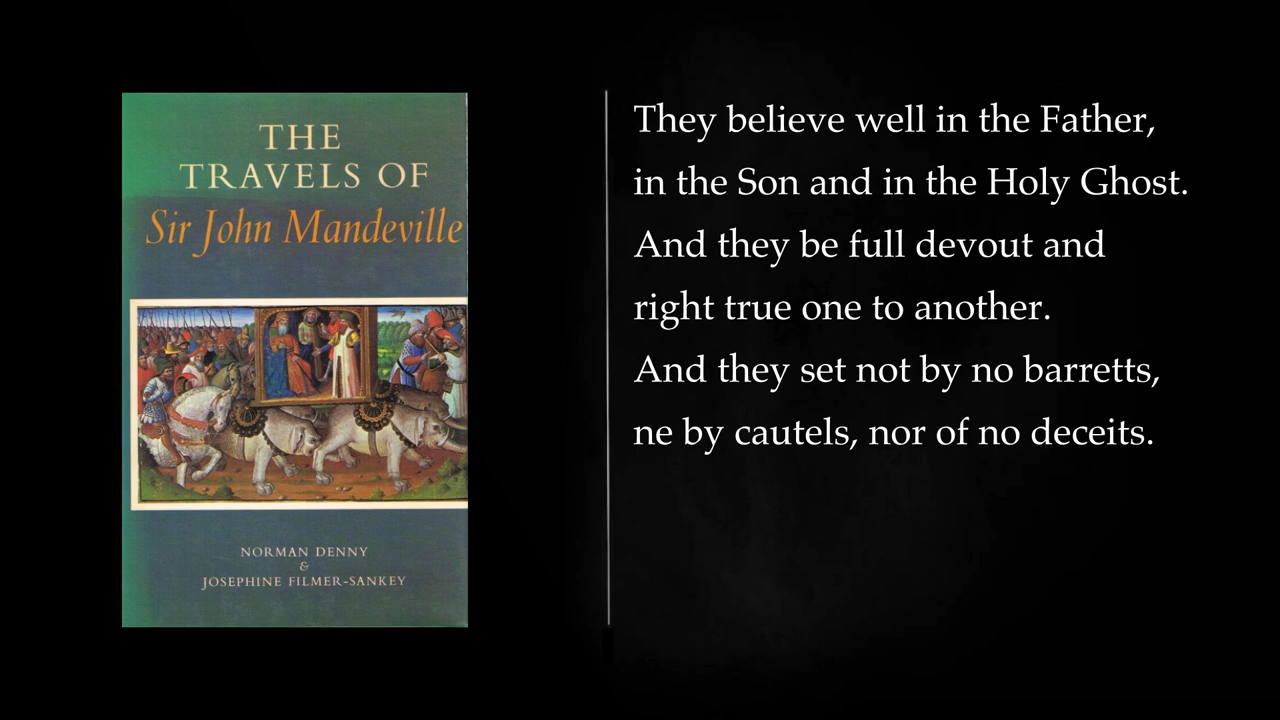 THE
TRAVELS OF
Sir John Mandeville
NORMAN DENNY
&
JOSEPHINE FILMER-SANKEY
They believe well in the Father,
in the Son and in the Holy Ghost.
And they be full devout and
right true one to another.
And they set not by no barretts,
ne by cautels, nor of no deceits.